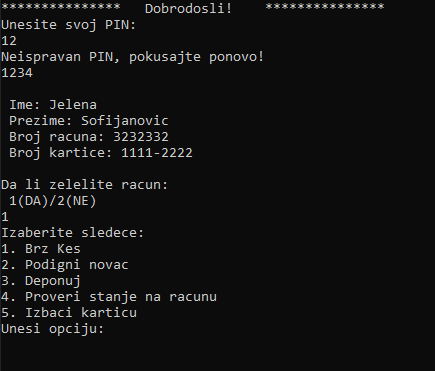 ***************   Dobrodosli!    ***************
Unesite svoj PIN:
12
Neispravan PIN, pokusajte ponovo!
1234
Ime: Jelena
Prezime: Sofijanovic
Broj racuna: 3232332
Broj kartice: 1111-2222
Da li zelelite racun:
1(DA)/2(NE)
1
Izaberite sledece:
1. Brz Kes
2. Podigni novac
3. Deponuj
4. Proveri stanje na racunu
5. Izbaci karticu
Unesi opciju: